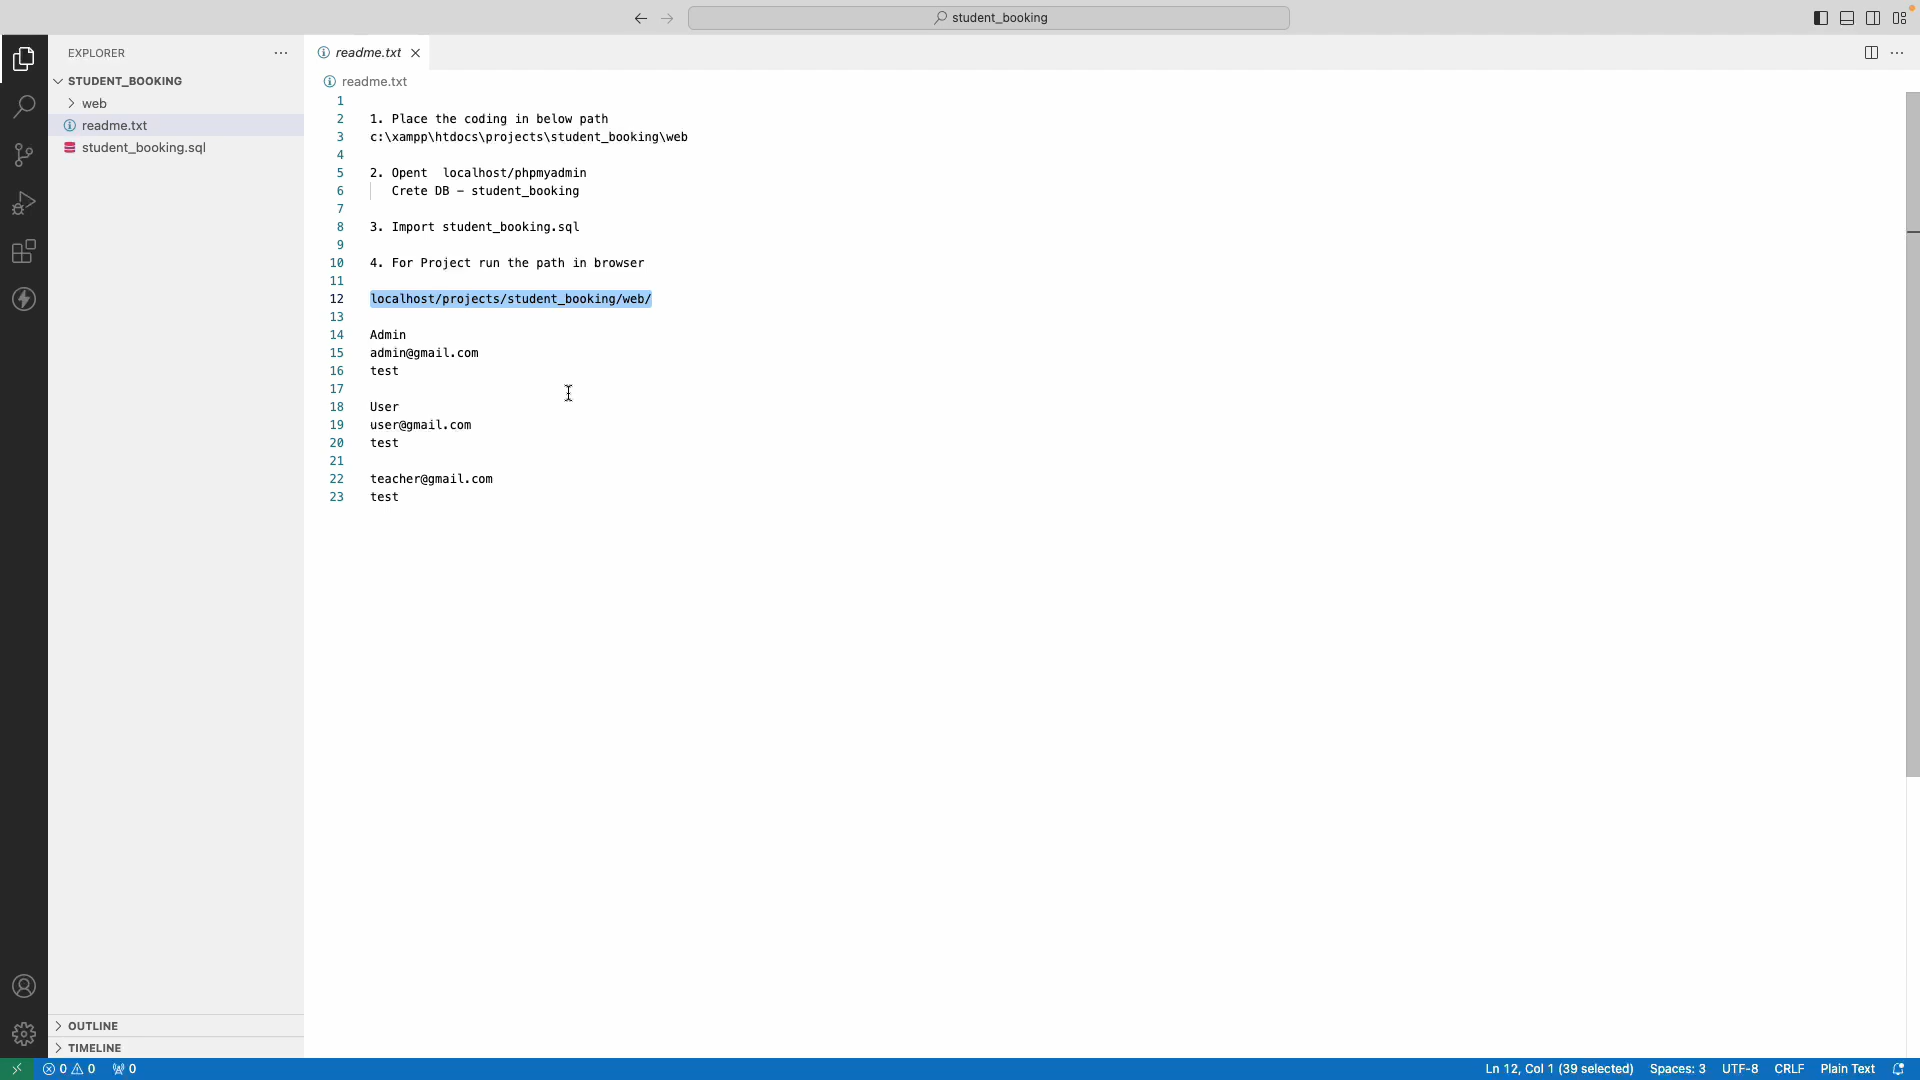 student_booking
EXPLORER
readme.txt
STUDENT_BOOKING
readme.txt
web
readme.txt
student_booking.sql
1
2 1. Place the coding in below path
3 c:\xampp\htdocs\projects\student_booking\web
4
5 2. Opent  localhost/phpmyadmin
6 Crete DB - student_booking
7
8 3. Import student_booking.sql
9
10 4. For Project run the path in browser
11
12 localhost/projects/student_booking/web/
13
14 Admin
15 admin@gmail.com
16 test
17
18 User
19 user@gmail.com
20 test
21
22 teacher@gmail.com
23 test
OUTLINE
TIMELINE
0 0 0 Ln 12, Col 1 (39 selected) Spaces: 3 UTF-8 CRLF Plain Text